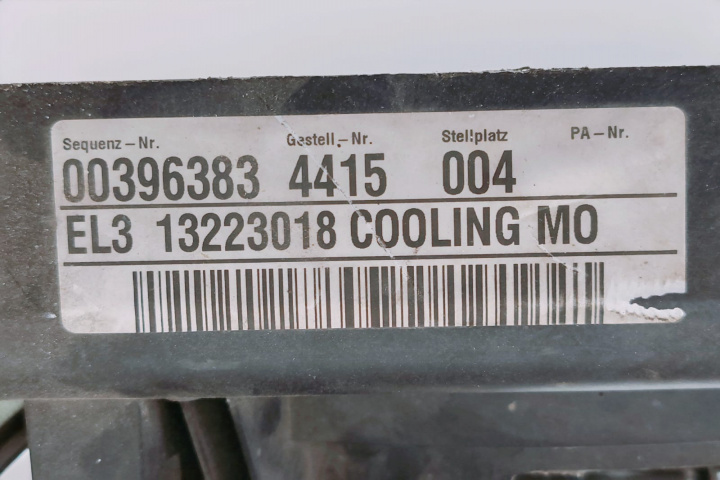 Sequenz-Nr. Gestell.-Nr. Stellplatz PA-Nr.
00396383 4415 004
EL3 13223018 COOLING MO